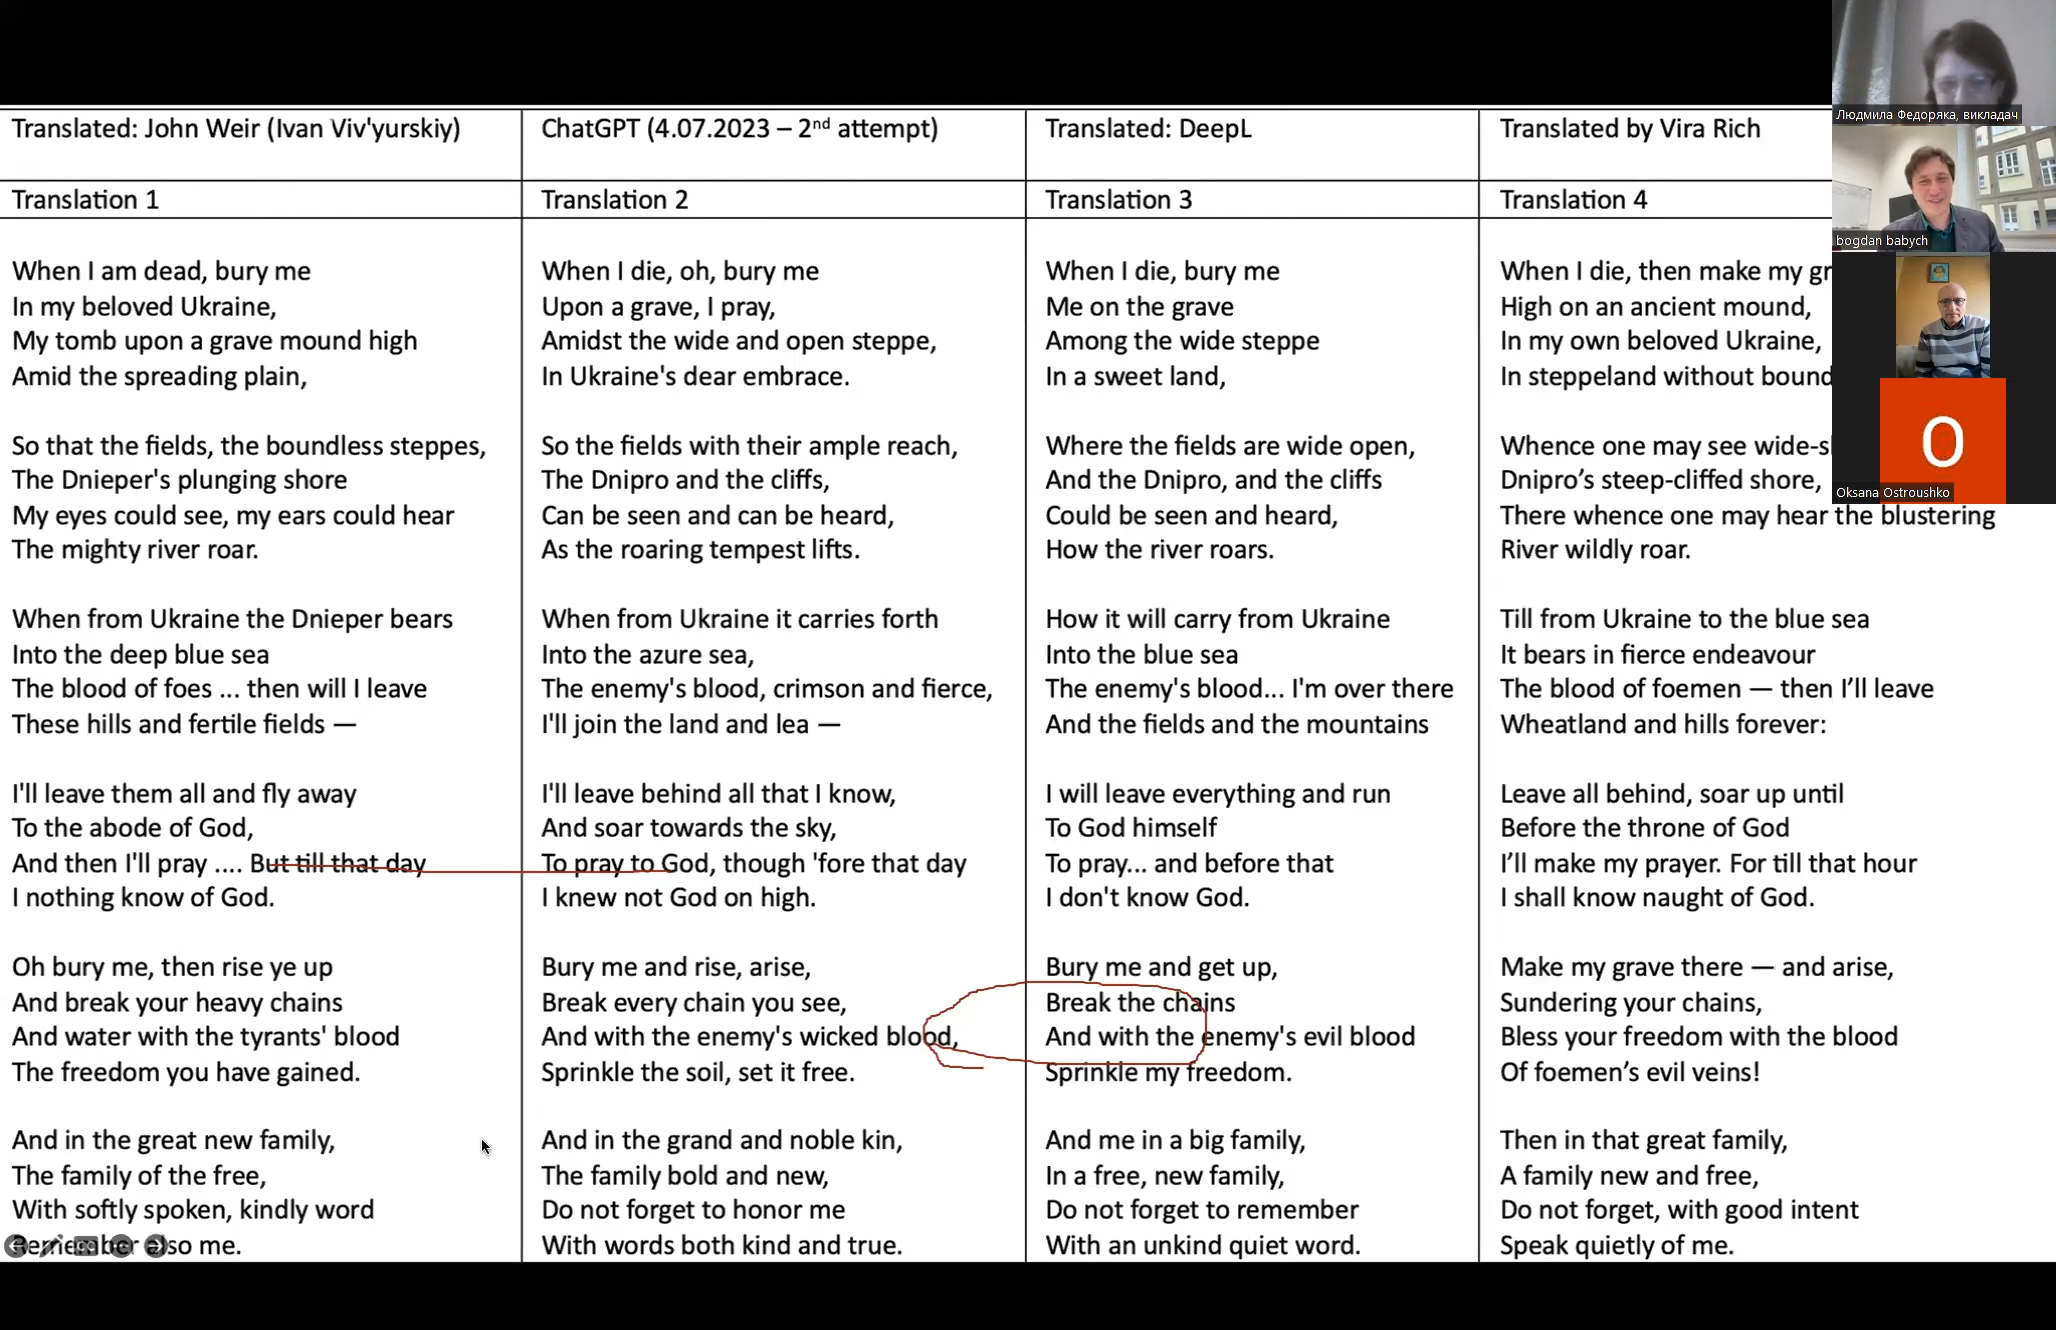 Translated: John Weir (Ivan Viv'yurskiy)
Translation 1
When I am dead, bury me
In my beloved Ukraine,
My tomb upon a grave mound high
Amid the spreading plain,
So that the fields, the boundless steppes,
The Dnieper's plunging shore
My eyes could see, my ears could hear
The mighty river roar.
When from Ukraine the Dnieper bears
Into the deep blue sea
The blood of foes ... then will I leave
These hills and fertile fields —
I'll leave them all and fly away
To the abode of God,
And then I'll pray .... But till that day
I nothing know of God.
Oh bury me, then rise ye up
And break your heavy chains
And water with the tyrants' blood
The freedom you have gained.
And in the great new family,
The family of the free,
With softly spoken, kindly word
Remember also me.
ChatGPT (4.07.2023 – 2nd attempt)
Translation 2
When I die, oh, bury me
Upon a grave, I pray,
Amidst the wide and open steppe,
In Ukraine's dear embrace.
So the fields with their ample reach,
The Dnipro and the cliffs,
Can be seen and can be heard,
As the roaring tempest lifts.
When from Ukraine it carries forth
Into the azure sea,
The enemy's blood, crimson and fierce,
I'll join the land and lea —
I'll leave behind all that I know,
And soar towards the sky,
To pray to God, though 'fore that day
I knew not God on high.
Bury me and rise, arise,
Break every chain you see,
And with the enemy's wicked blood,
Sprinkle the soil, set it free.
And in the grand and noble kin,
The family bold and new,
Do not forget to honor me
With words both kind and true.
Translated: DeepL
Translation 3
When I die, bury me
Me on the grave
Among the wide steppe
In a sweet land,
Where the fields are wide open,
And the Dnipro, and the cliffs
Could be seen and heard,
How the river roars.
How it will carry from Ukraine
Into the blue sea
The enemy's blood... I'm over there
And the fields and the mountains
I will leave everything and run
To God himself
To pray... and before that
I don't know God.
Bury me and get up,
Break the chains
And with the enemy's evil blood
Sprinkle my freedom.
And me in a big family,
In a free, new family,
Do not forget to remember
With an unkind quiet word.
Translated by Vira Rich
Translation 4
When I die, then make my
High on an ancient mound,
In my own beloved Ukraine,
In steppeland without bound
Whence one may see
Dnipro’s steep-cliffed shore,
There whence one may hear the blustering
River wildly roar.
Till from Ukraine to the blue sea
It bears in fierce endeavour
The blood of foemen — then I’ll leave
Wheatland and hills forever:
Leave all behind, soar up until
Before the throne of God
I’ll make my prayer. For till that hour
I shall know naught of God.
Make my grave there — and arise,
Sundering your chains,
Bless your freedom with the blood
Of foemen’s evil veins!
Then in that great family,
A family new and free,
Do not forget, with good intent
Speak quietly of me.
Людмила Федоряка, викладач
bogdan babych
O
Oksana Ostroushko